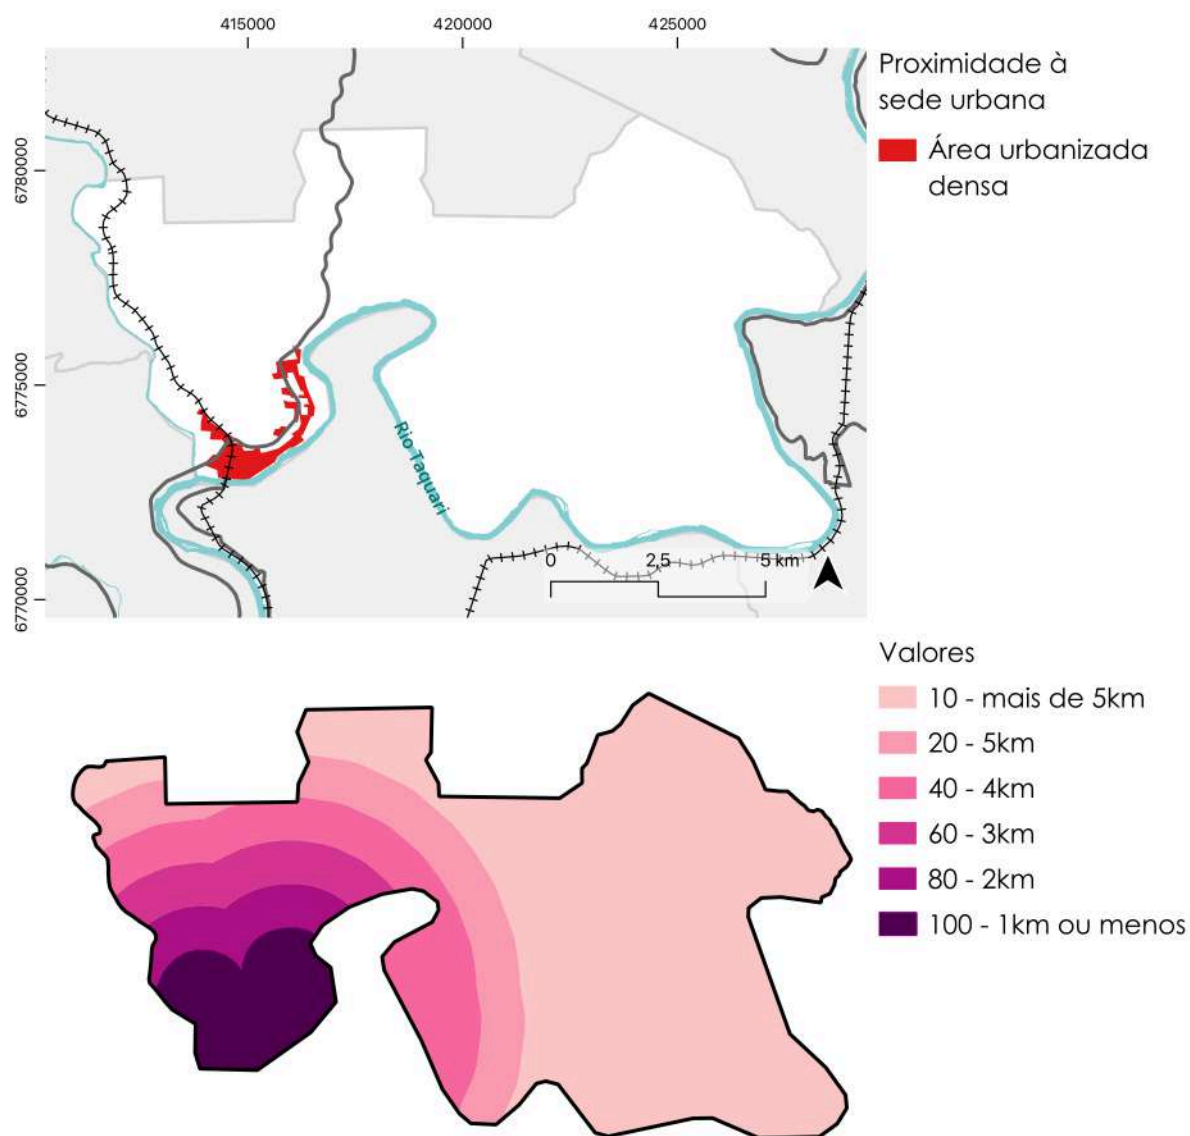 415000
420000
425000
6780000
6775000
6770000
Rio Taquari
0
2,5
5 km
Proximidade à
sede urbana
Área urbanizada
densa
Valores
10 - mais de 5km
20 - 5km
40 - 4km
60 - 3km
80 - 2km
100 - 1km ou menos